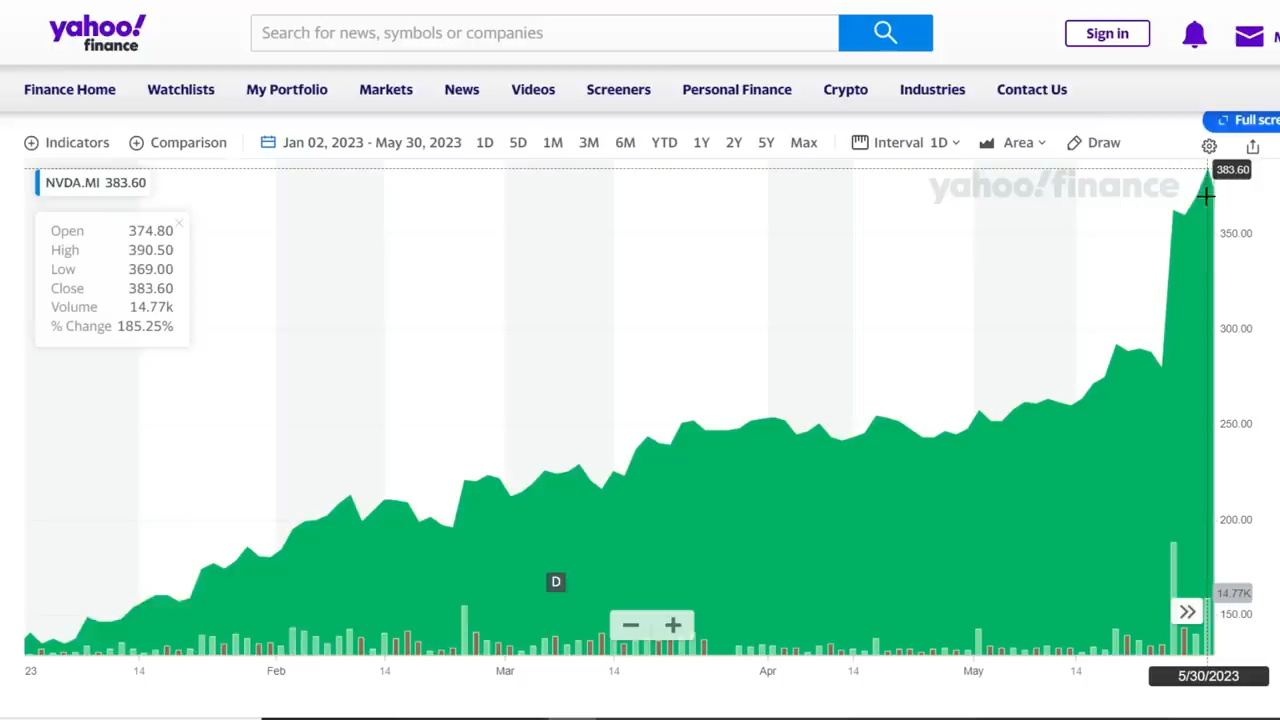 yahoo!
finance
Search for news, symbols or companies
Sign in
Finance Home Watchlists My Portfolio Markets News Videos Screeners Personal Finance Crypto Industries Contact Us
Full scre
Indicators Comparison Jan 02, 2023 - May 30, 2023 1D 5D 1M 3M 6M YTD 1Y 2Y 5Y Max Interval 1D Area Draw
NVDA.MI 383.60
yahoo!finance
383.60
Open 374.80
High 390.50
Low 369.00
Close 383.60
Volume 14.77k
% Change 185.25%
350.00
300.00
250.00
200.00
D
14.77K
150.00
23 14 Feb 14 Mar 14 Apr 14 May 14
5/30/2023